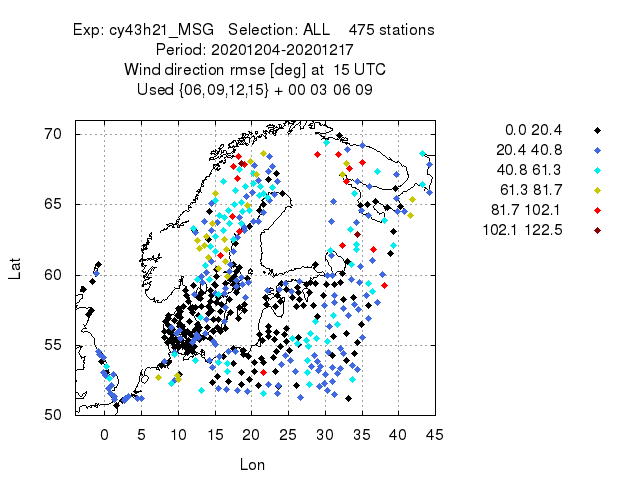 Exp: cy43h21_MSG   Selection: ALL    475 stations
Period: 20201204-20201217
Wind direction rmse [deg] at  15 UTC
Used {06,09,12,15} + 00 03 06 09
70
65
60
55
50
Lat
0 5 10 15 20 25 30 35 40 45
Lon
0.0 20.4
20.4 40.8
40.8 61.3
61.3 81.7
81.7 102.1
102.1 122.5